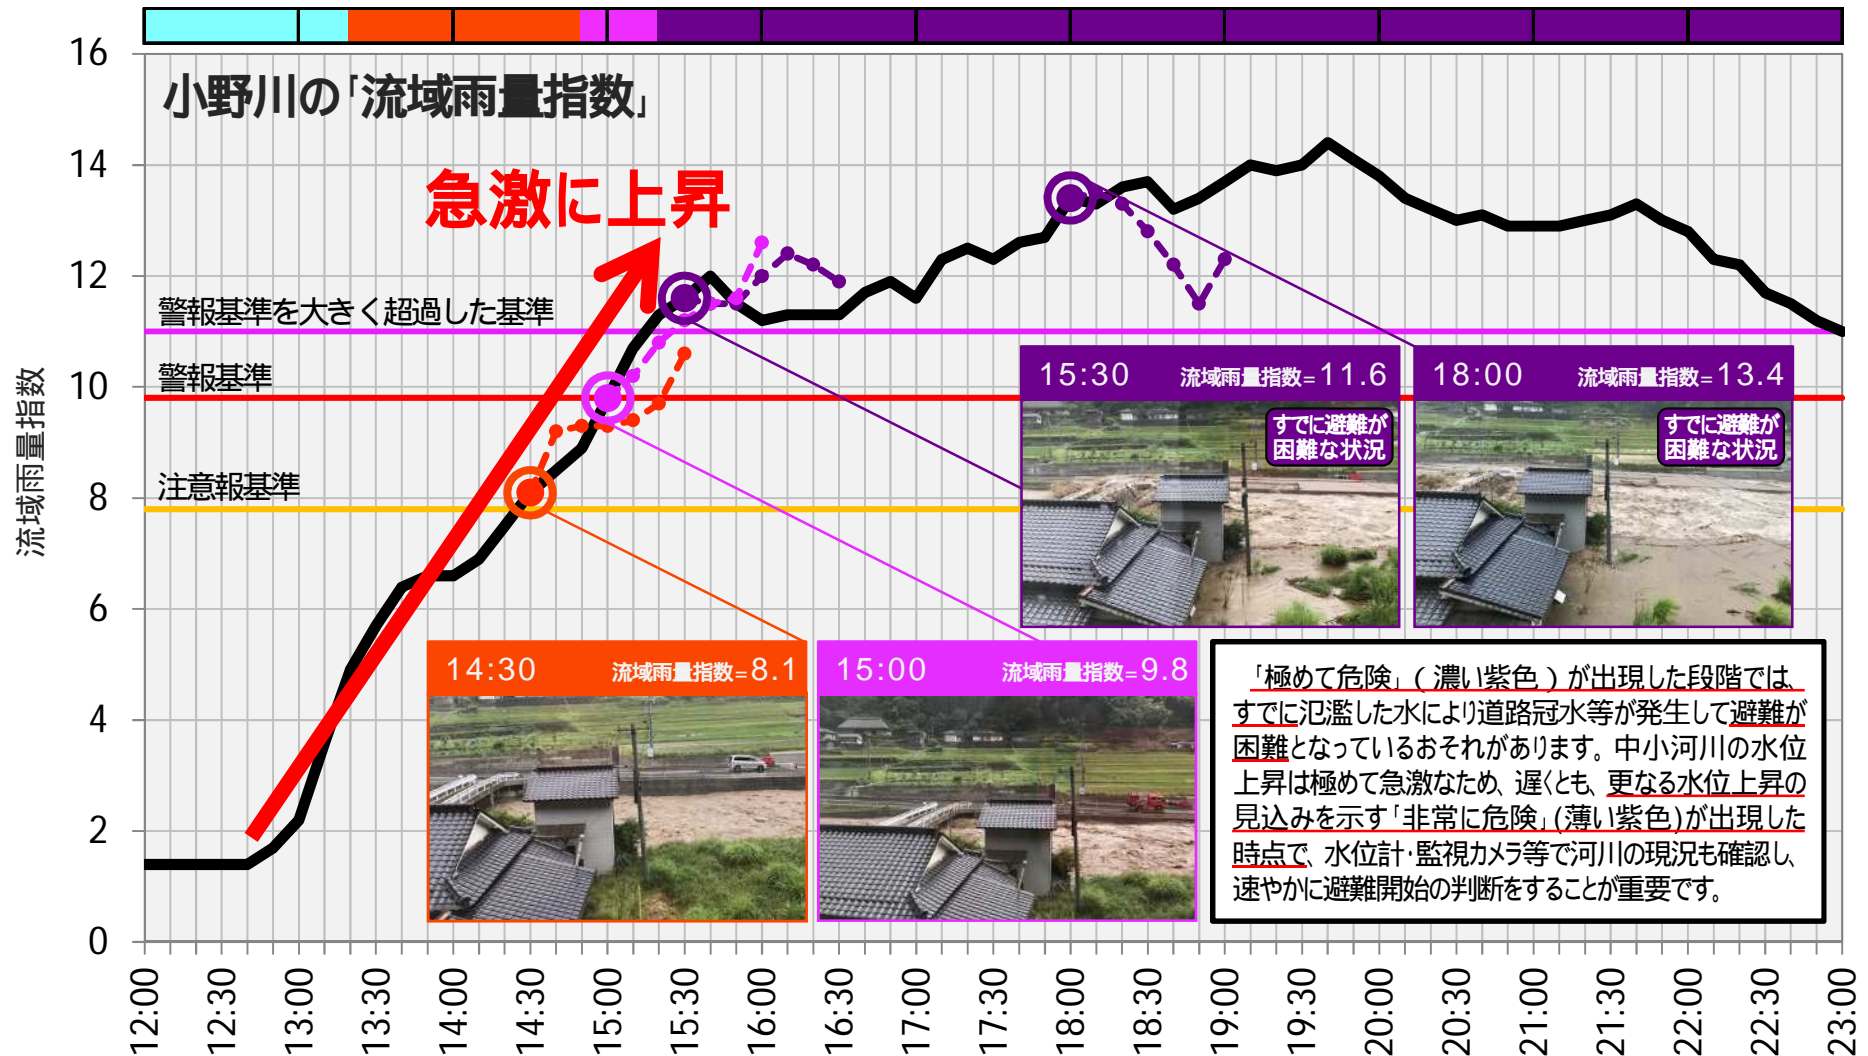 小野川の「流域雨量指数」
急激に上昇
流域雨量指数
16
14
12
10
8
6
4
2
0
警報基準を大きく超過した基準
警報基準
注意報基準
15:30 流域雨量指数=11.6
すでに避難が
困難な状況
18:00 流域雨量指数=13.4
すでに避難が
困難な状況
14:30 流域雨量指数=8.1
15:00 流域雨量指数=9.8
「極めて危険」(濃い紫色)が出現した段階では、
すでに氾濫した水により道路冠水等が発生して避難が
困難となっているおそれがあります。中小河川の水位
上昇は極めて急激なため、遅くとも、更なる水位上昇の
見込みを示す「非常に危険」(薄い紫色)が出現した
時点で、水位計・監視カメラ等で河川の現況も確認し、
速やかに避難開始の判断をすることが重要です。
12:00
12:30
13:00
13:30
14:00
14:30
15:00
15:30
16:00
16:30
17:00
17:30
18:00
18:30
19:00
19:30
20:00
20:30
21:00
21:30
22:00
22:30
23:00